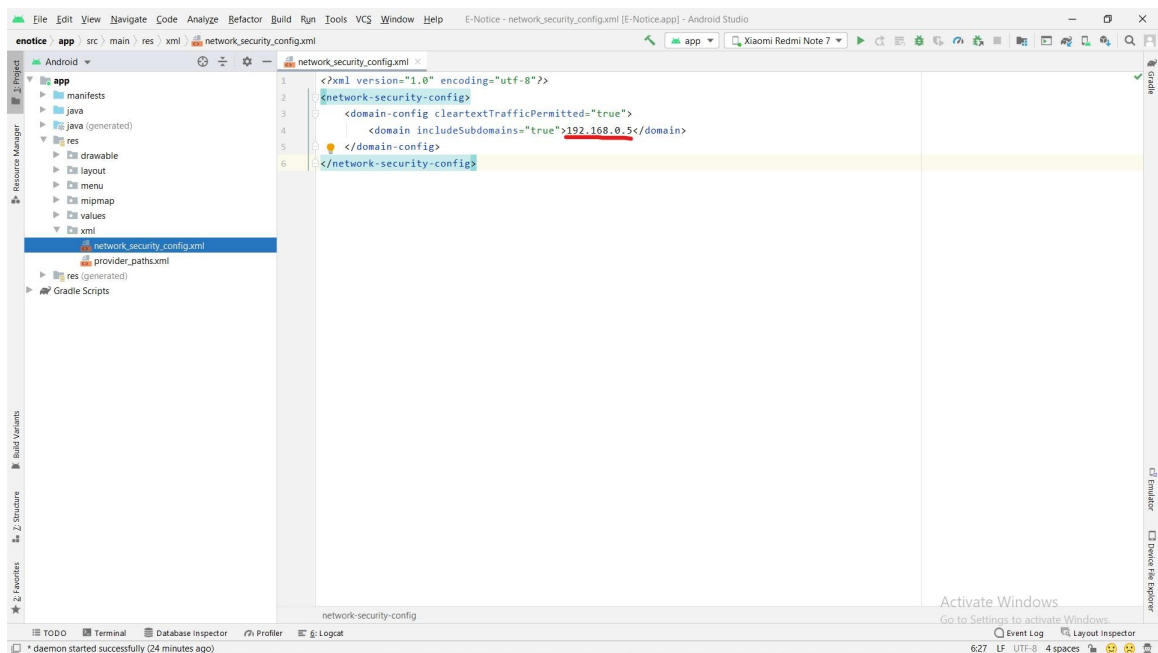 File Edit View Navigate Code Analyze Refactor Build Run Tools VCS Window Help E-Notice - network_security_config.xml [E-Notice.app] - Android Studio
enotice app src main res xml network_security_config.xml app Xiaomi Redmi Note 7
Android network_security_config.xml
1: Project
Resource Manager
Build Variants
Z: Structure
2: Favorites
app
manifests
java
java (generated)
res
drawable
layout
menu
mipmap
values
xml
network_security_config.xml
provider_paths.xml
res (generated)
Gradle Scripts
1 <?xml version="1.0" encoding="utf-8"?>
2 <network-security-config>
3 <domain-config cleartextTrafficPermitted="true">
4 <domain includeSubdomains="true">192.168.0.5</domain>
5 </domain-config>
6 </network-security-config>
Gradle
Emulator
Device File Explorer
Activate Windows
Go to Settings to activate Windows.
network-security-config
TODO Terminal Database Inspector Profiler 6: Logcat Event Log Layout Inspector
* daemon started successfully (24 minutes ago) 6:27 LF UTF-8 4 spaces